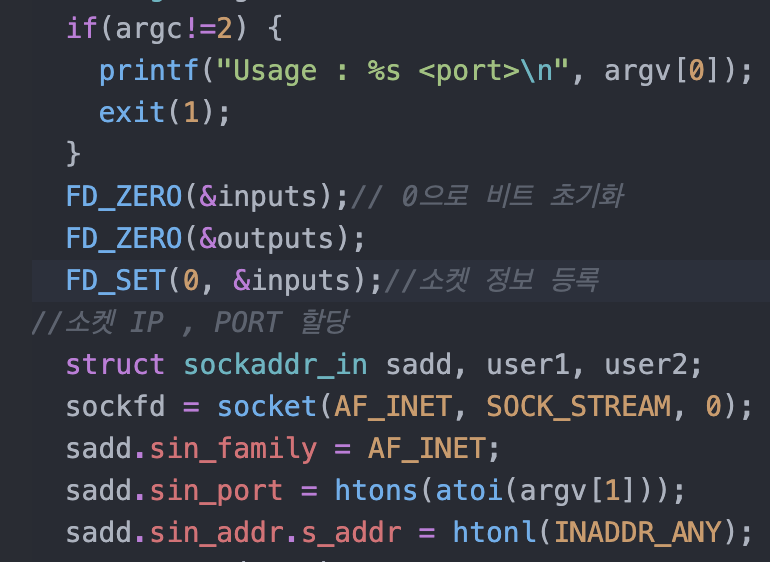 if(argc!=2) {
printf("Usage : %s <port>\n", argv[0]);
exit(1);
}
FD_ZERO(&inputs);// 0으로 비트 초기화
FD_ZERO(&outputs);
FD_SET(0, &inputs);//소켓 정보 등록
//소켓 IP , PORT 할당
struct sockaddr_in sadd, user1, user2;
sockfd = socket(AF_INET, SOCK_STREAM, 0);
sadd.sin_family = AF_INET;
sadd.sin_port = htons(atoi(argv[1]));
sadd.sin_addr.s_addr = htonl(INADDR_ANY);